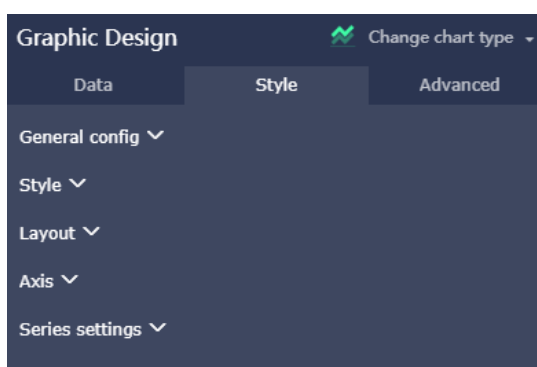 Graphic Design Change chart type
Data Style Advanced
General config
Style
Layout
Axis
Series settings